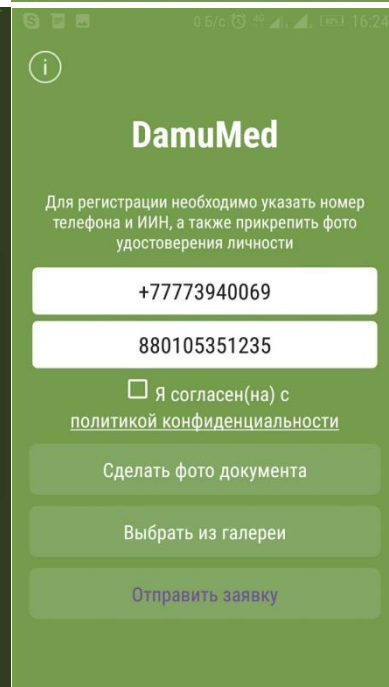 0 Б/с 4G 16:24
i
DamuMed
Для регистрации необходимо указать номер
телефона и ИИН, а также прикрепить фото
удостоверения личности
+77773940069
880105351235
Я согласен(на) с
политикой конфиденциальности
Сделать фото документа
Выбрать из галереи
Отправить заявку